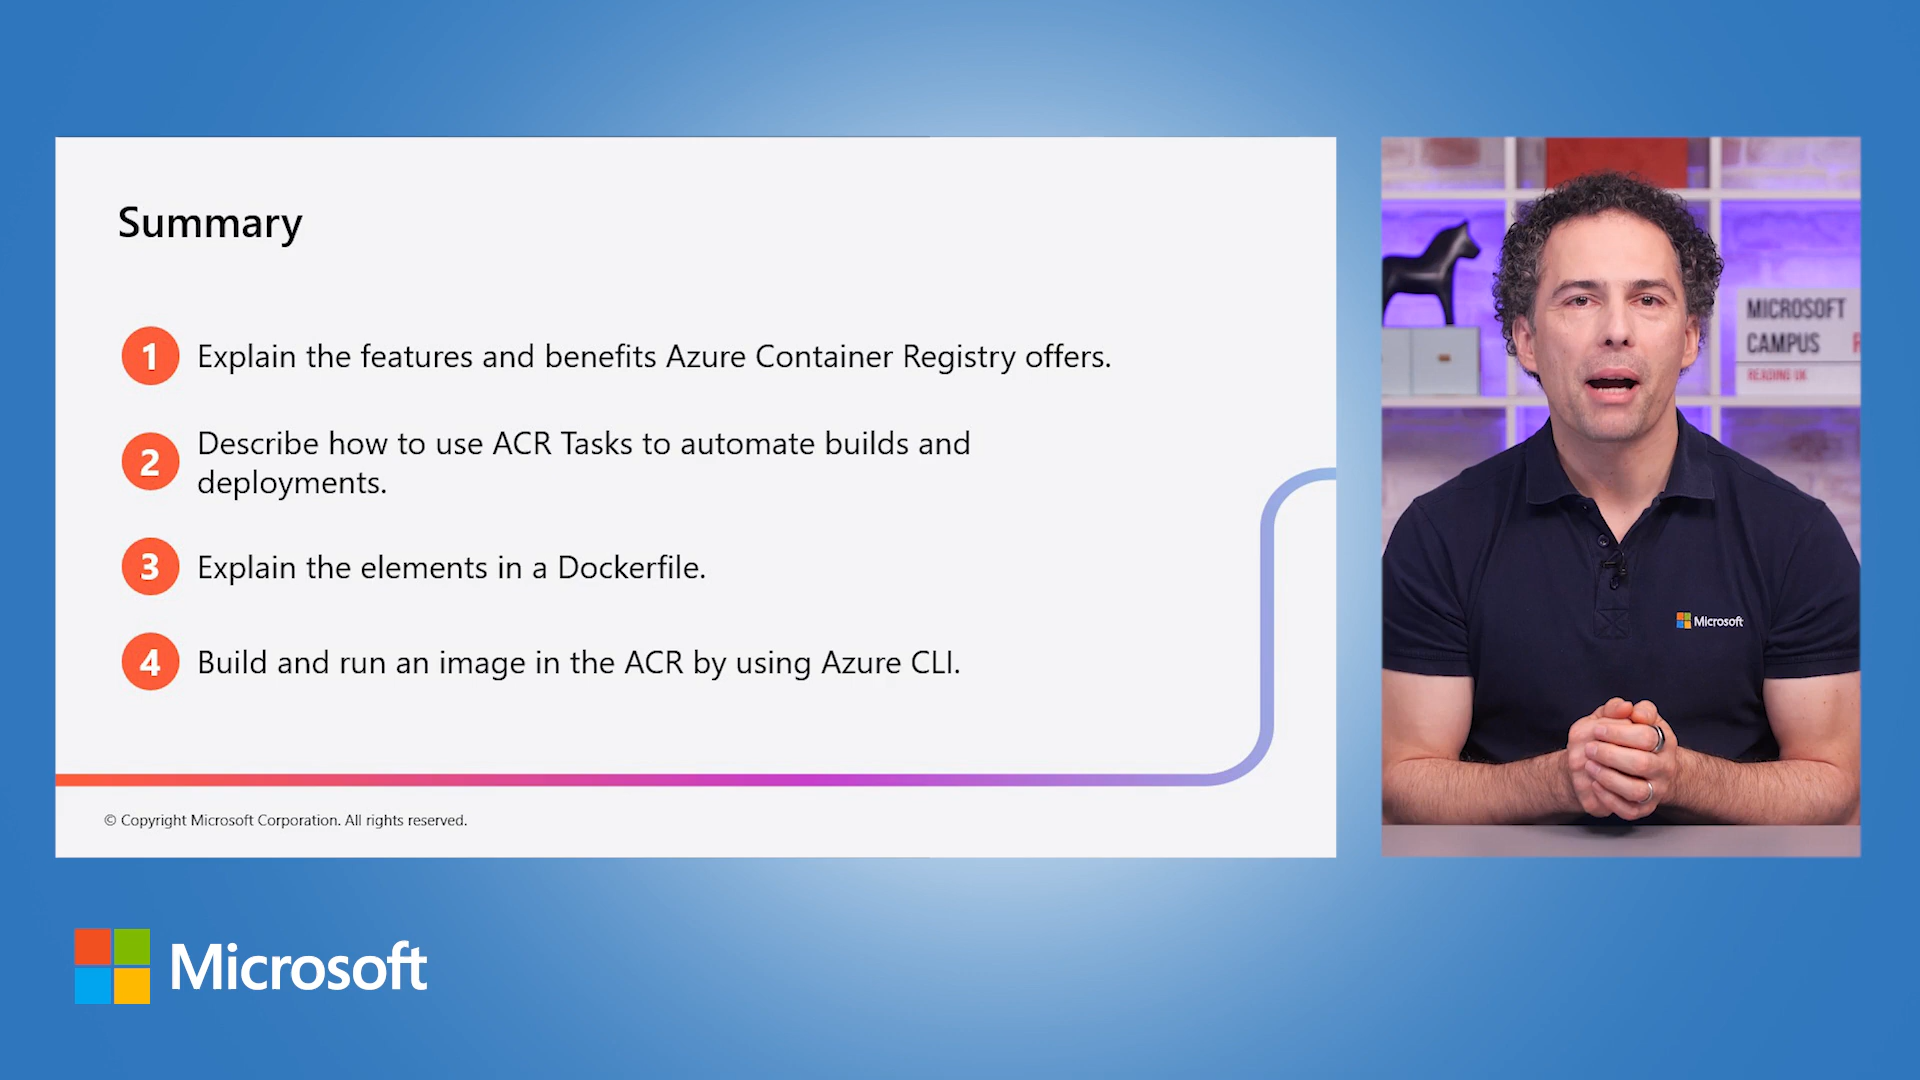 Summary
1 Explain the features and benefits Azure Container Registry offers.
2 Describe how to use ACR Tasks to automate builds and
deployments.
3 Explain the elements in a Dockerfile.
4 Build and run an image in the ACR by using Azure CLI.
© Copyright Microsoft Corporation. All rights reserved.
MICROSOFT
CAMPUS
READING UK
Microsoft
Microsoft